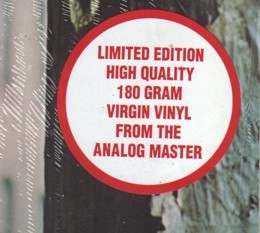 LIMITED EDITION
HIGH QUALITY
180 GRAM
VIRGIN VINYL
FROM THE
ANALOG MASTER